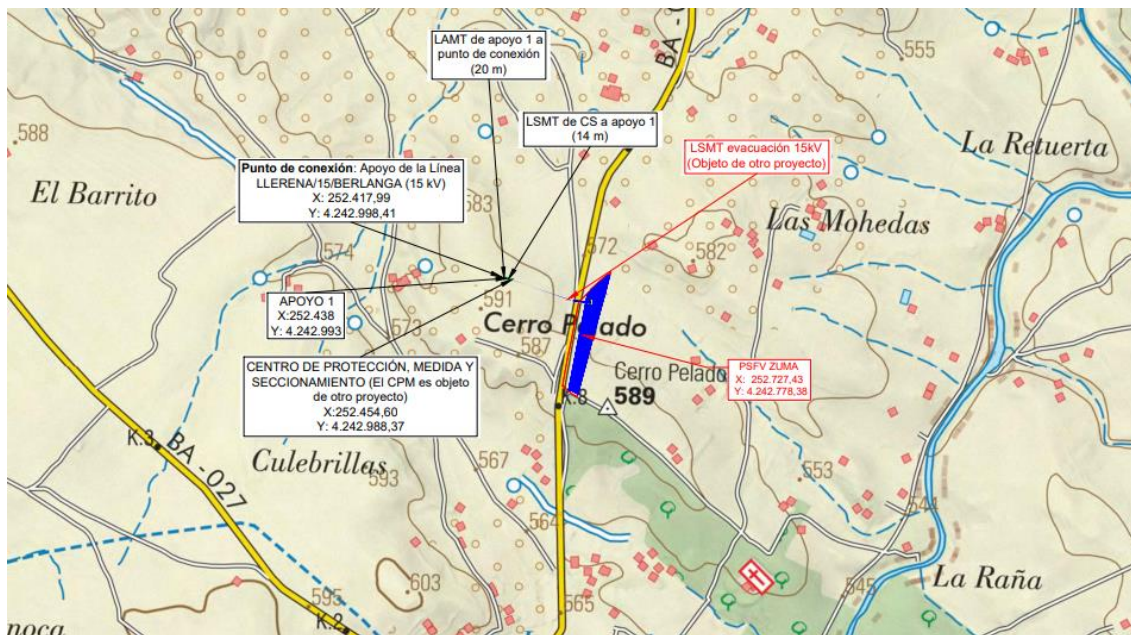 LAMT de apoyo 1 a
punto de conexión
(20 m)
BA-0
555
LSMT de CS a apoyo 1
(14 m)
588
LSMT evacuación 15kV
(Objeto de otro proyecto)
La Retuerta
Punto de conexión: Apoyo de la Línea
LLERENA/15/BERLANGA (15 kV)
X: 252.417,99
Y: 4.242.998,41
El Barrito
583
Las Mohedas
574
572
582
APOYO 1
X:252.438
Y: 4.242.993
591
573
Cerro Pelado
587
CENTRO DE PROTECCIÓN, MEDIDA Y
SECCIONAMIENTO (El CPM es objeto
de otro proyecto)
X:252.454,60
Y: 4.242.988,37
Cerro Pelado
589
PSFV ZUMA
X: 252.727,43
Y: 4.242.778,38
K.8
K.3
BA-027
Culebrillas
593
567
553
544
564
La Raña
603
595
565
545
K.2
noca